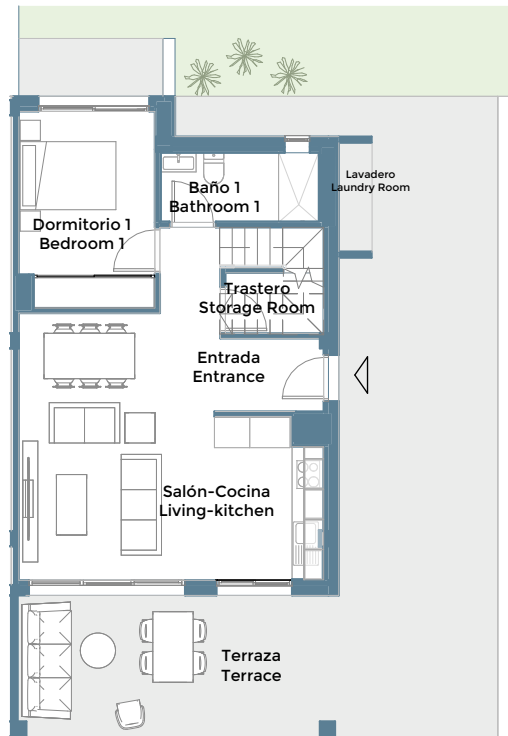 Lavadero
Laundry Room
Baño 1
Bathroom 1
Dormitorio 1
Bedroom 1
Trastero
Storage Room
Entrada
Entrance
Salón-Cocina
Living-kitchen
Terraza
Terrace